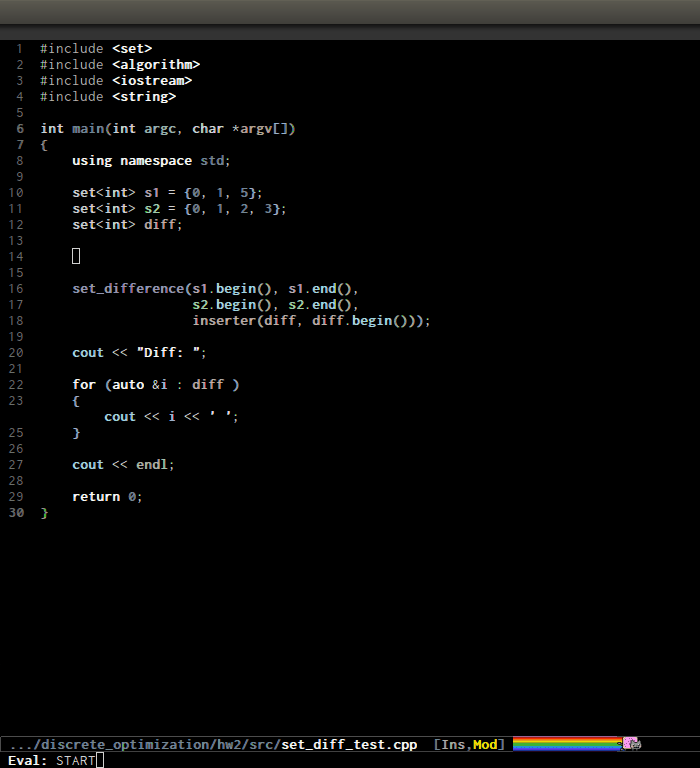 1 #include <set>
2 #include <algorithm>
3 #include <iostream>
4 #include <string>
5
6 int main(int argc, char *argv[])
7 {
8     using namespace std;
9
10     set<int> s1 = {0, 1, 5};
11     set<int> s2 = {0, 1, 2, 3};
12     set<int> diff;
13
14
15
16     set_difference(s1.begin(), s1.end(),
17                    s2.begin(), s2.end(),
18                    inserter(diff, diff.begin()));
19
20     cout << "Diff: ";
21
22     for (auto &i : diff )
23     {
        cout << i << ' ';
25     }
26
27     cout << endl;
28
29     return 0;
30 }
.../discrete_optimization/hw2/src/set_diff_test.cpp [Ins,Mod]
Eval: START